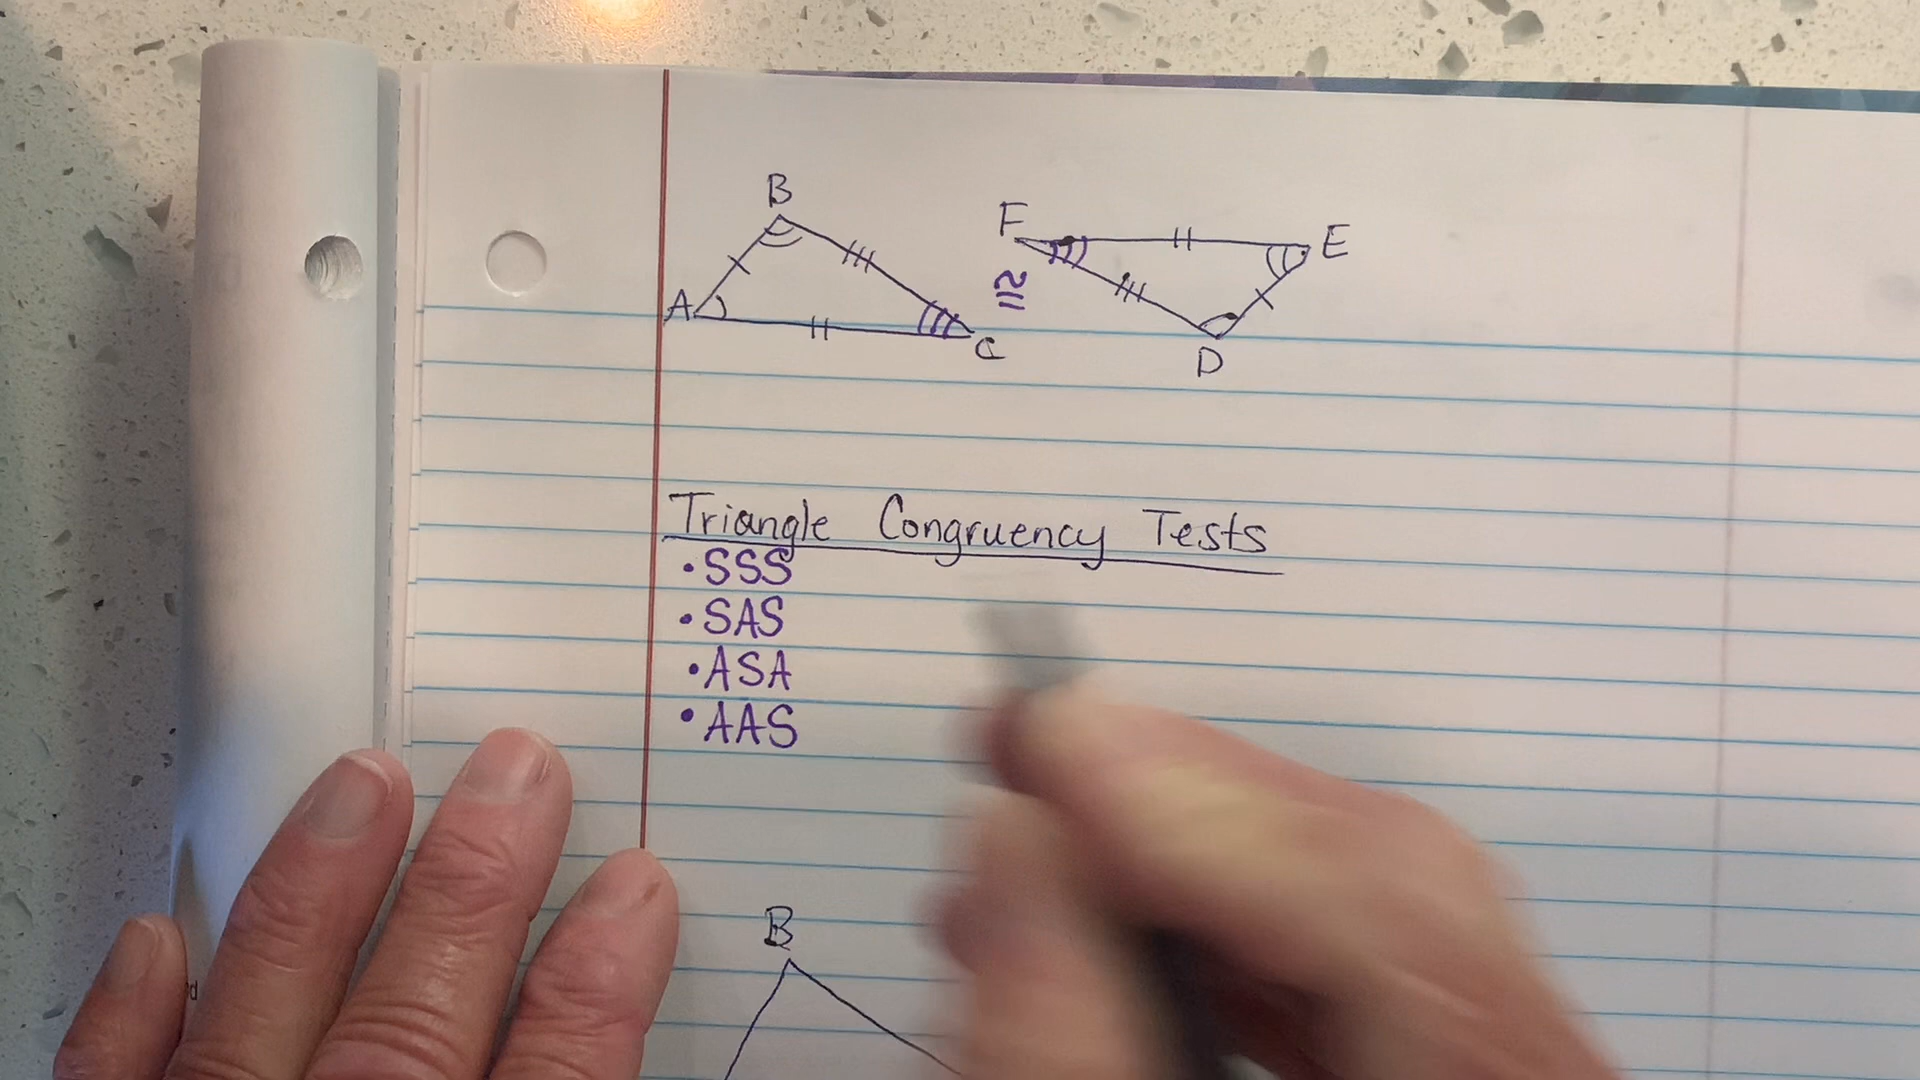 B
F
E
A
≅
C
D
Triangle Congruency Tests
• SSS
• SAS
• ASA
• AAS
B